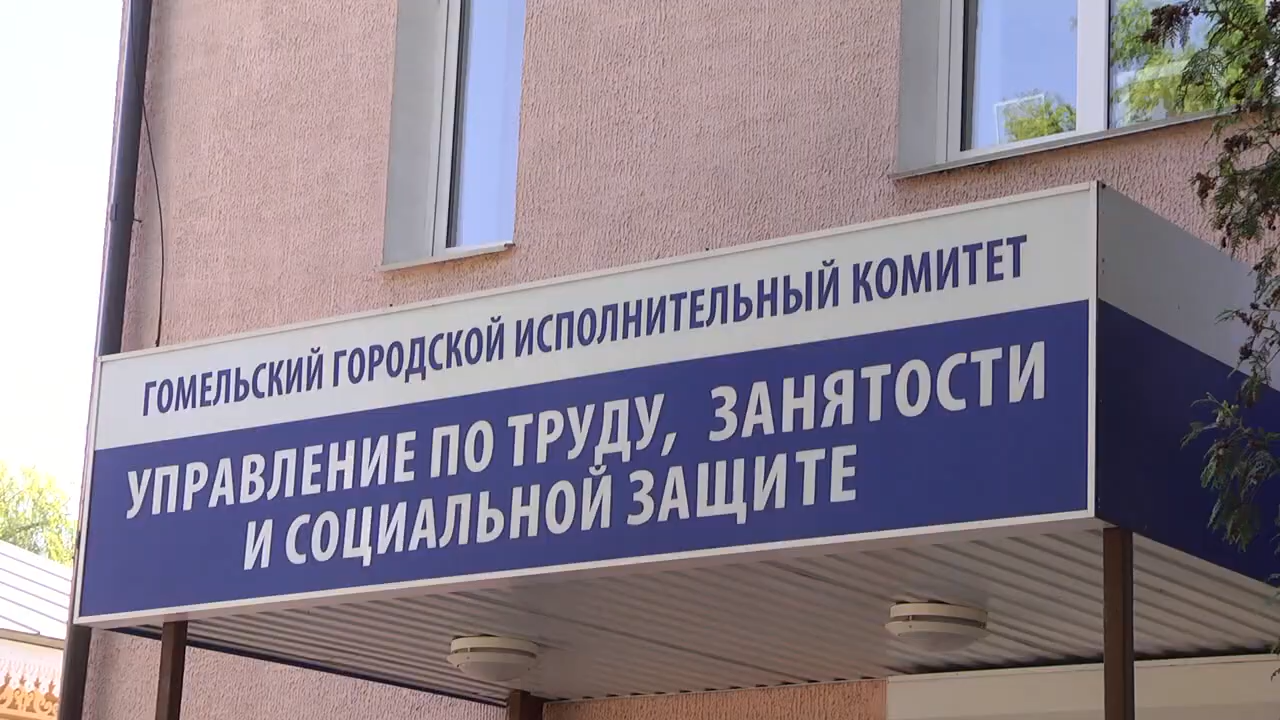 ГОМЕЛЬСКИЙ ГОРОДСКОЙ ИСПОЛНИТЕЛЬНЫЙ КОМИТЕТ
УПРАВЛЕНИЕ ПО ТРУДУ, ЗАНЯТОСТИ
И СОЦИАЛЬНОЙ ЗАЩИТЕ